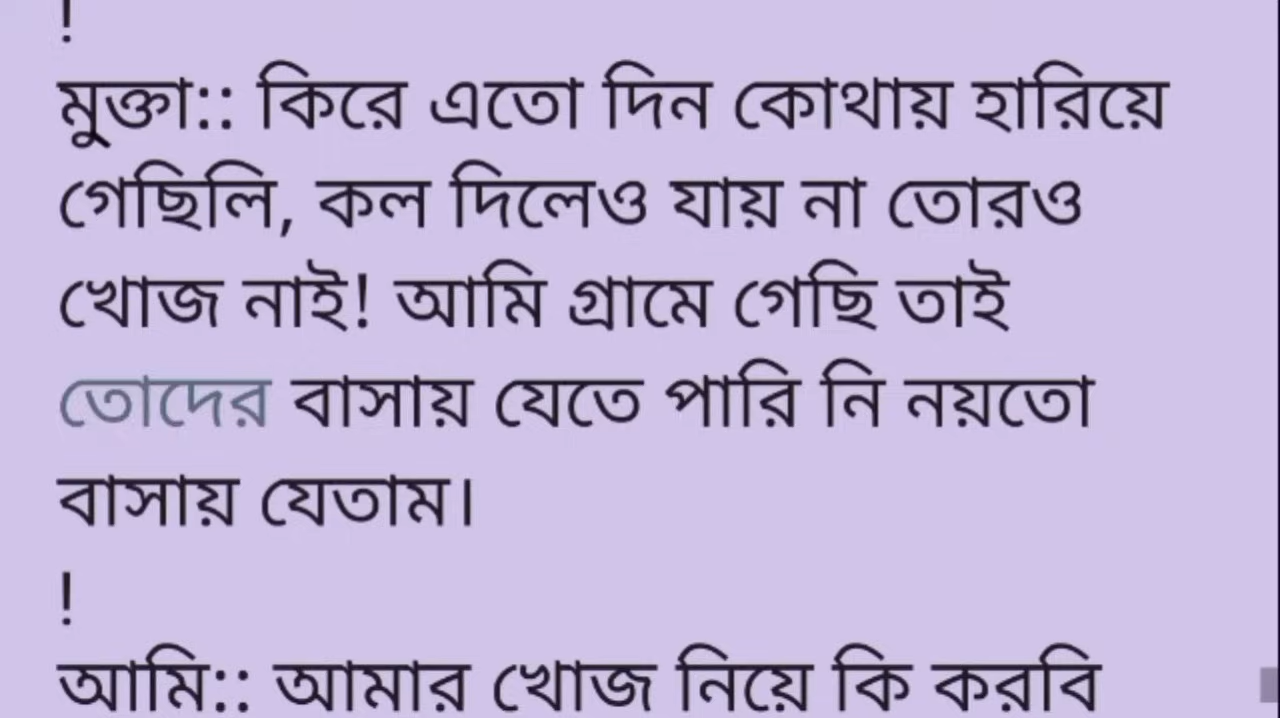 !
মুক্তা:: কিরে এতো দিন কোথায় হারিয়ে
গেছিলি, কল দিলেও যায় না তোরও
খোজ নাই! আমি গ্রামে গেছি তাই
তোদের বাসায় যেতে পারি নি নয়তো
বাসায় যেতাম।
!
আমি:: আমার খোজ নিয়ে কি করবি